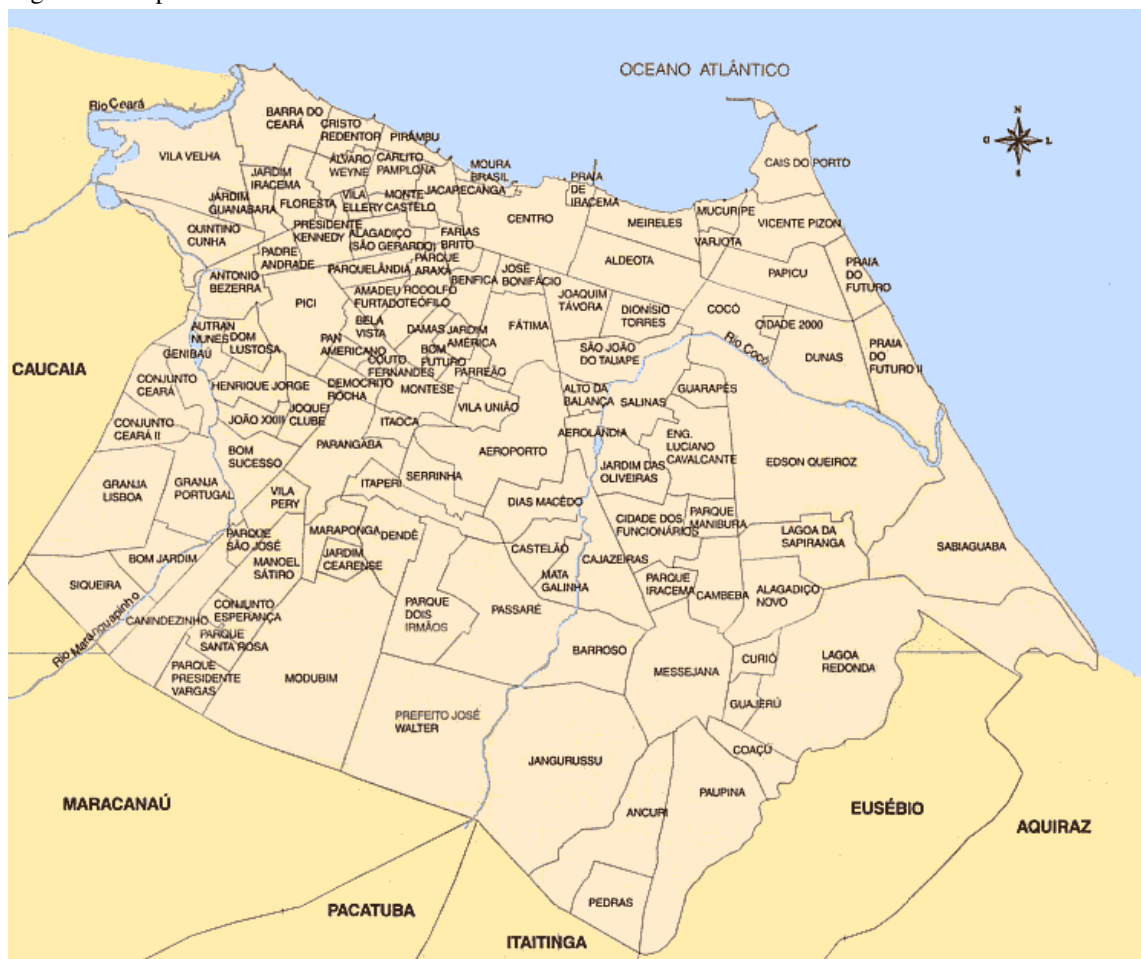 OCEANO ATLÂNTICO
Rio Ceará
BARRA DO
CEARÁ
CRISTO
REDENTOR
PIRÂMBU
N
O
L
S
VILA VELHA
ÁLVARO
WEYNE
CARLITO
PAMPLONA
MOURA
BRASIL
CAIS DO PORTO
JARDIM
IRACEMA
JACARECANGA
PRAIA
DE
IRACEMA
JARDIM
GUANABARA
FLORESTA
VILA
ELLERY
MONTE
CASTELO
CENTRO
MEIRELES
MUCURIPE
VICENTE PIZON
QUINTINO
CUNHA
PRESIDENTE
KENNEDY
ALAGADIÇO
(SÃO GERARDO)
FARIAS
BRITO
VARJOTA
PADRE
ANDRADE
PARQUELÂNDIA
PARQUE
ARAXÁ
ALDEOTA
PAPICU
PRAIA
DO
FUTURO
ANTONIO
BEZERRA
PICI
AMADEU
FURTADO
RODOLFO
TEÓFILO
BENFICA
JOSÉ
BONIFÁCIO
JOAQUIM
TÁVORA
DIONÍSIO
TORRES
COCÓ
CIDADE 2000
AUTRAN
NUNES
DOM
LUSTOSA
BELA
VISTA
DAMAS
JARDIM
AMÉRICA
FÁTIMA
Rio Cocó
DUNAS
PRAIA
DO
FUTURO II
GENIBAÚ
PAN
AMERICANO
COUTO
FERNANDES
BOM
FUTURO
PARREÃO
SÃO JOÃO
DO TAUAPE
CAUCAIA
CONJUNTO
CEARÁ
HENRIQUE JORGE
DEMOCRITO
ROCHA
MONTESE
VILA UNIÃO
ALTO DA
BALANÇA
SALINAS
GUARAPES
CONJUNTO
CEARÁ II
JOÃO XXIII
JOQUEI
CLUBE
ITAOCA
AEROLÂNDIA
BOM
SUCESSO
PARANGABA
AEROPORTO
ENG.
LUCIANO
CAVALCANTE
EDSON QUEIROZ
GRANJA
LISBOA
GRANJA
PORTUGAL
VILA
PERY
ITAPERI
SERRINHA
JARDIM DAS
OLIVEIRAS
DIAS MACÊDO
CIDADE DOS
FUNCIONÁRIOS
PARQUE
MANIBURA
LAGOA DA
SAPIRANGA
SABIAGUABA
PARQUE
SÃO JOSÉ
MARAPONGA
DENDÊ
BOM JARDIM
MANOEL
SÁTIRO
JARDIM
CEARENSE
CASTELÃO
CAJAZEIRAS
SIQUEIRA
MATA
GALINHA
PARQUE
IRACEMA
CAMBEBA
ALAGADIÇO
NOVO
Rio Maranguapinho
CANINDEZINHO
CONJUNTO
ESPERANÇA
PARQUE
DOIS
IRMÃOS
PASSARÉ
PARQUE
SANTA ROSA
BARROSO
MESSEJANA
CURIÓ
LAGOA
REDONDA
PARQUE
PRESIDENTE
VARGAS
MODUBIM
GUAJERÚ
PREFEITO JOSÉ
WALTER
COAÇÚ
JANGURUSSU
MARACANAÚ
ANCURI
PAUPINA
EUSÉBIO
AQUIRAZ
PACATUBA
PEDRAS
ITAITINGA